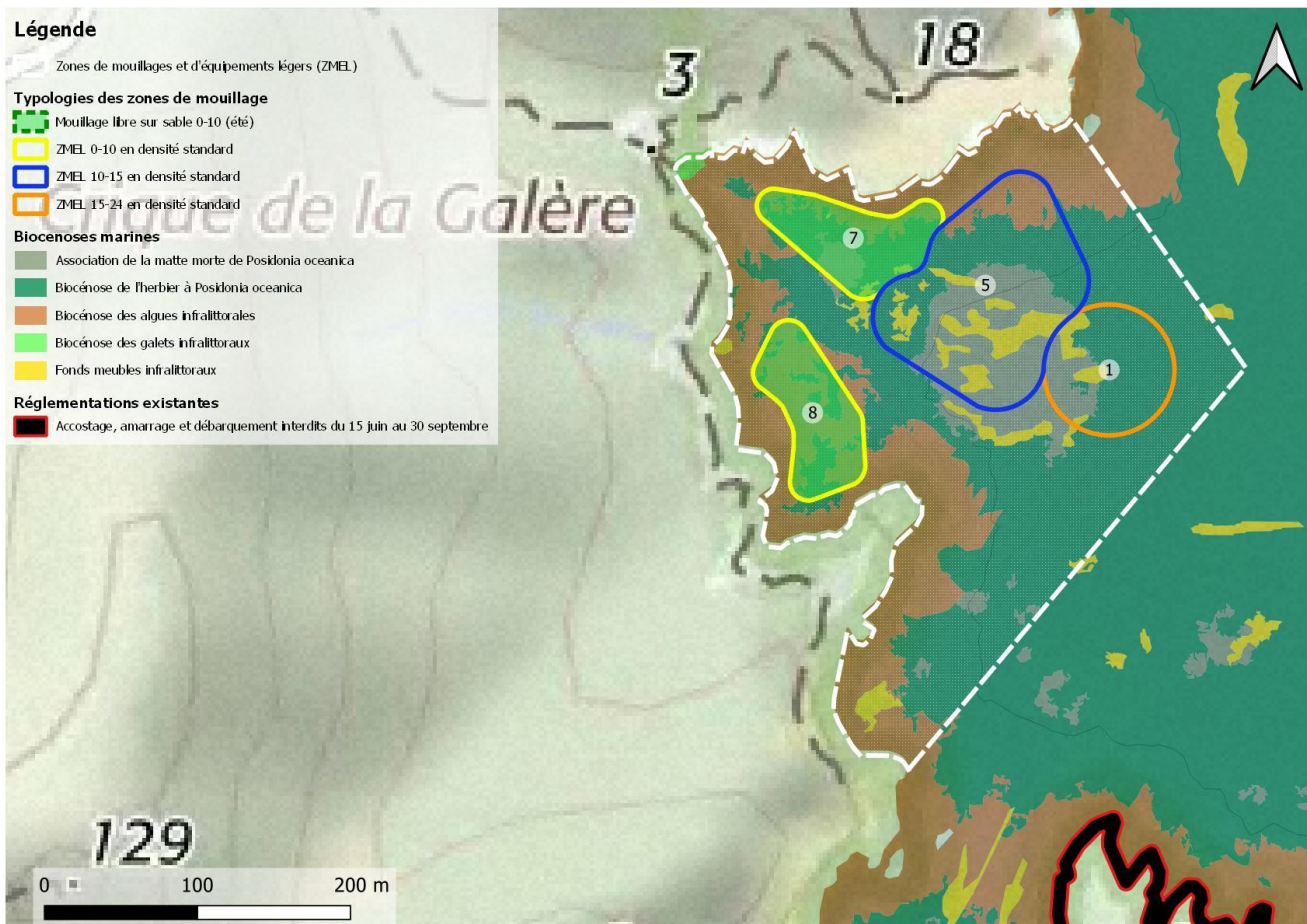 Légende
Zones de mouillages et d'équipements légers (ZMEL)
Typologies des zones de mouillage
Mouillage libre sur sable 0-10 (été)
ZMEL 0-10 en densité standard
ZMEL 10-15 en densité standard
ZMEL 15-24 en densité standard
Biocenoses marines
Association de la matte morte de Posidonia oceanica
Biocénose de l'herbier à Posidonia oceanica
Biocénose des algues infralittorales
Biocénose des galets infralittoraux
Fonds meubles infralittoraux
Réglementations existantes
Accostage, amarrage et débarquement interdits du 15 juin au 30 septembre
18
3
Crique de la Galère
7
5
1
8
129
0 100 200 m